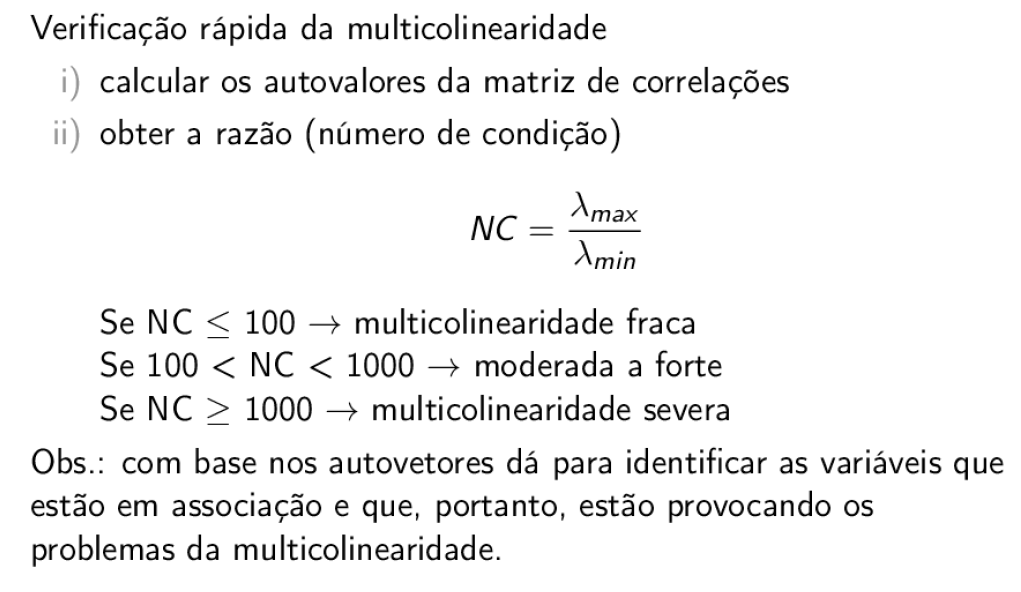 Verificação rápida da multicolinearidade
i) calcular os autovalores da matriz de correlações
ii) obter a razão (número de condição)
NC = λmax / λmin
Se NC ≤ 100 → multicolinearidade fraca
Se 100 < NC < 1000 → moderada a forte
Se NC ≥ 1000 → multicolinearidade severa
Obs.: com base nos autovetores dá para identificar as variáveis que
estão em associação e que, portanto, estão provocando os
problemas da multicolinearidade.